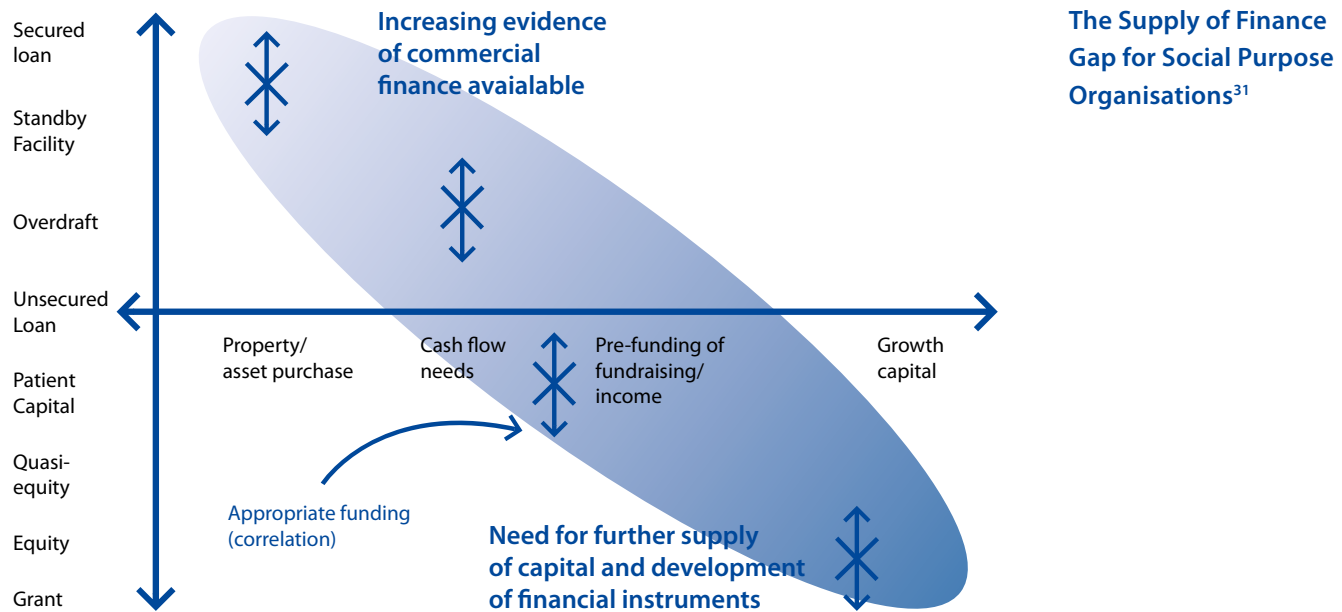 Secured
loan
Standby
Facility
Overdraft
Unsecured
Loan
Patient
Capital
Quasi-
equity
Equity
Grant
Increasing evidence
of commercial
finance avaialable
Property/
asset purchase
Cash flow
needs
Pre-funding of
fundraising/
income
Growth
capital
Appropriate funding
(correlation)
Need for further supply
of capital and development
of financial instruments
The Supply of Finance
Gap for Social Purpose
Organisations³¹